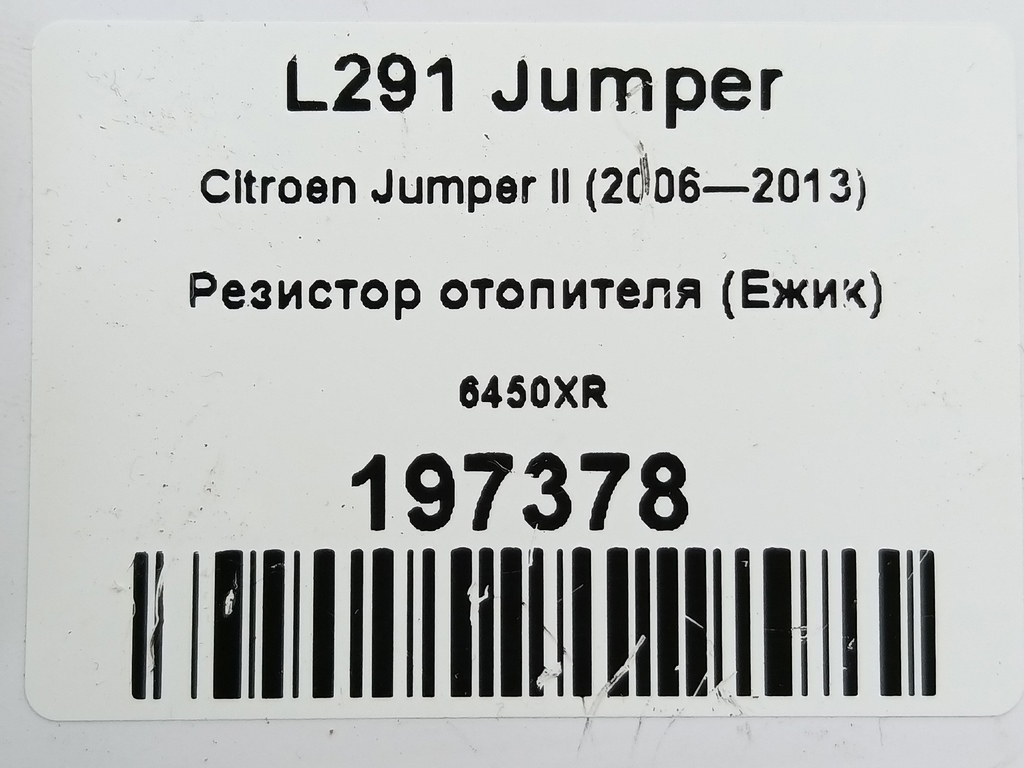 L291 Jumper
Citroen Jumper II (2006—2013)
Резистор отопителя (Ежик)
6450XR
197378